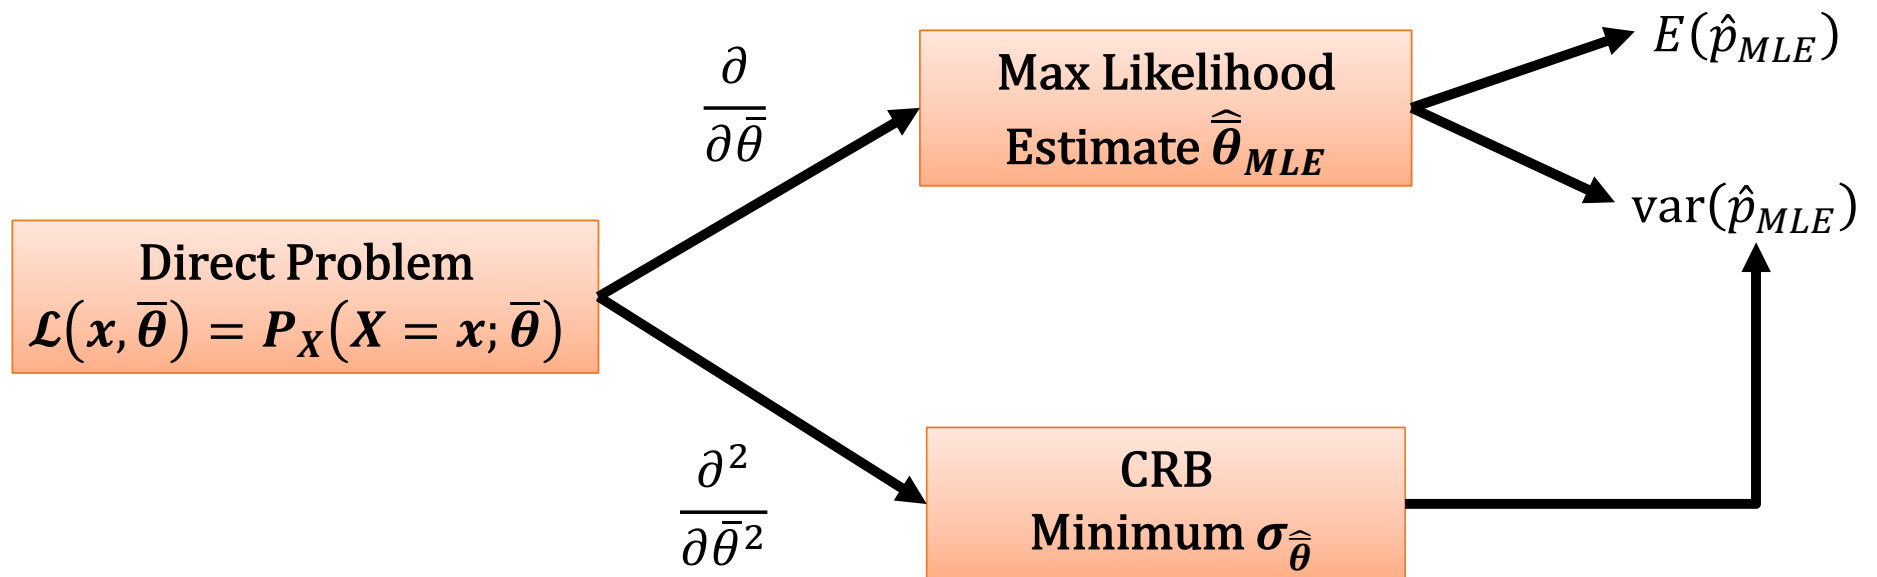 Direct Problem
𝓛(x, θ̅) = P_X(X = x; θ̅)
∂
∂θ̅
Max Likelihood
Estimate θ̅̂_MLE
E(p̂_MLE)
var(p̂_MLE)
∂²
∂θ̅²
CRB
Minimum σ_θ̅̂